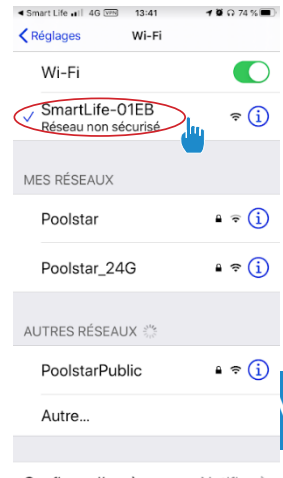 Smart Life 4G VPN 13:41 74 %
Réglages Wi-Fi
Wi-Fi
SmartLife-01EB
Réseau non sécurisé
MES RÉSEAUX
Poolstar
Poolstar_24G
AUTRES RÉSEAUX
PoolstarPublic
Autre...